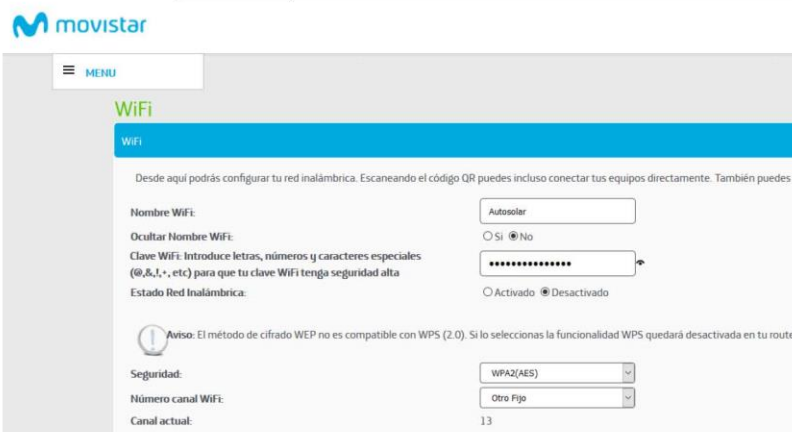 movistar
MENU
WiFi
WiFi
Desde aquí podrás configurar tu red inalámbrica. Escaneando el código QR puedes incluso conectar tus equipos directamente. También puedes
Nombre WiFi: Autosolar
Ocultar Nombre WiFi: Si No
Clave WiFi: Introduce letras, números y caracteres especiales
(@,&,!,+, etc) para que tu clave WiFi tenga seguridad alta
Estado Red Inalámbrica: Activado Desactivado
Aviso: El método de cifrado WEP no es compatible con WPS (2.0). Si lo seleccionas la funcionalidad WPS quedará desactivada en tu route
Seguridad: WPA2(AES)
Número canal WiFi: Otro Fijo
Canal actual: 13